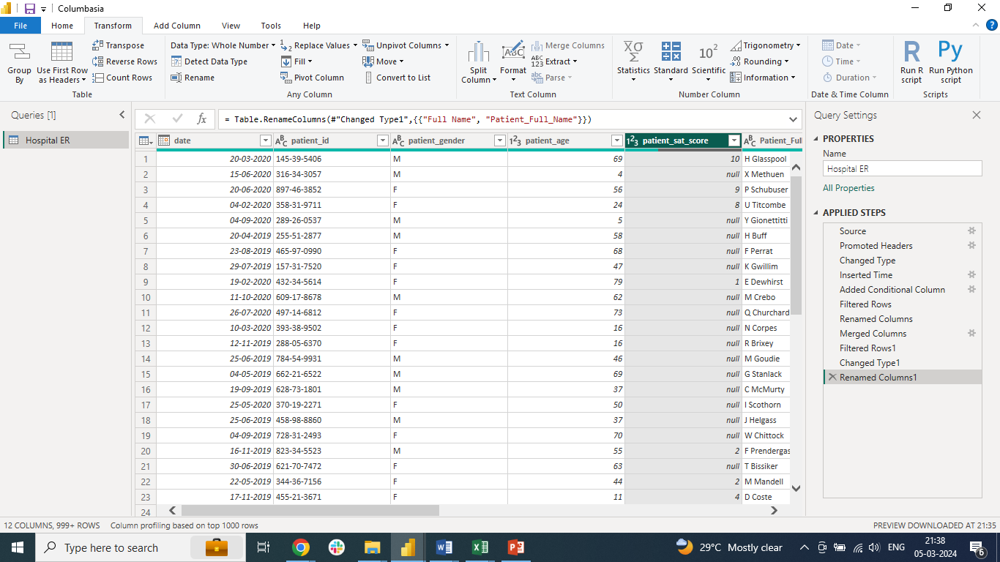 Columbasia
File Home Transform Add Column View Tools Help
Group By
Use First Row as Headers
Transpose
Reverse Rows
Count Rows
Table
Data Type: Whole Number
Detect Data Type
Rename
Replace Values
Fill
Pivot Column
Unpivot Columns
Move
Convert to List
Any Column
Split Column
Format
Merge Columns
Extract
Parse
Text Column
Statistics
Standard
Scientific
Trigonometry
Rounding
Information
Number Column
Date
Time
Duration
Date & Time Column
Run R script
Run Python script
Scripts
Queries [1]
Hospital ER
= Table.RenameColumns(#"Changed Type1",{{"Full Name", "Patient_Full_Name"}})
date patient_id patient_gender patient_age patient_sat_score Patient_Full
1 20-03-2020 145-39-5406 M 69 10 H Glasspool
2 15-06-2020 316-34-3057 M 4 null X Methuen
3 20-06-2020 897-46-3852 F 56 9 P Schubuser
4 04-02-2020 358-31-9711 F 24 8 U Titcombe
5 04-09-2020 289-26-0537 M 5 null Y Gionettitti
6 20-04-2019 255-51-2877 M 58 null H Buff
7 23-08-2019 465-97-0990 F 68 null F Perrat
8 29-07-2019 157-31-7520 F 47 null K Gwillim
9 19-02-2020 432-34-5614 F 79 1 E Dewhirst
10 11-10-2020 609-17-8678 M 62 null M Crebo
11 26-07-2020 497-14-6812 F 73 null Q Churchard
12 10-03-2020 393-38-9502 F 16 null N Corpes
13 12-11-2019 288-05-6370 F 16 null R Brixey
14 25-06-2019 784-54-9931 M 46 null M Goudie
15 04-05-2019 662-21-6522 M 69 null G Stanlack
16 19-09-2019 628-73-1801 M 37 null C McMurty
17 25-05-2020 370-19-2271 F 50 null I Scothorn
18 25-06-2019 458-98-8860 M 37 null J Helgass
19 04-09-2019 728-31-2493 F 70 null W Chittock
20 16-11-2019 823-34-5523 M 55 2 F Prendergas
21 30-06-2019 621-70-7472 F 63 null T Bissiker
22 22-05-2019 344-36-7156 F 44 2 M Mandell
23 17-11-2019 455-21-3671 F 11 4 D Coste
24
Query Settings
PROPERTIES
Name
Hospital ER
All Properties
APPLIED STEPS
Source
Promoted Headers
Changed Type
Inserted Time
Added Conditional Column
Filtered Rows
Renamed Columns
Merged Columns
Filtered Rows1
Changed Type1
Renamed Columns1
12 COLUMNS, 999+ ROWS Column profiling based on top 1000 rows PREVIEW DOWNLOADED AT 21:35
Type here to search
29°C Mostly clear
ENG
21:38
05-03-2024
6